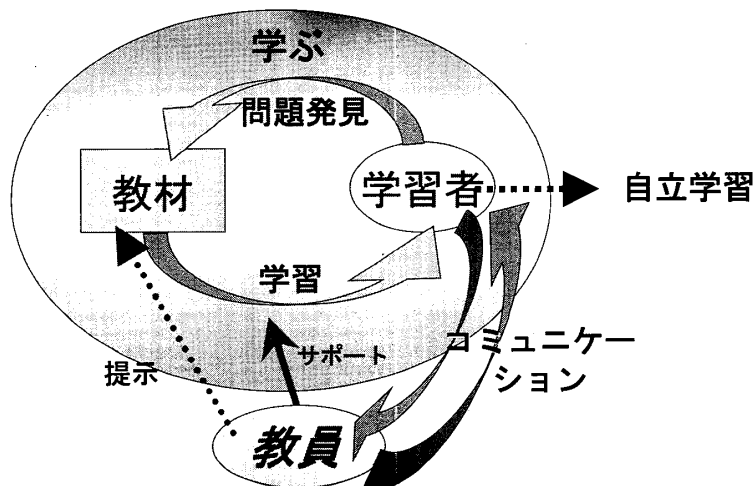 学ぶ
問題発見
教材
学習者
自立学習
学習
サポート
コミュニケー
ション
提示
教員